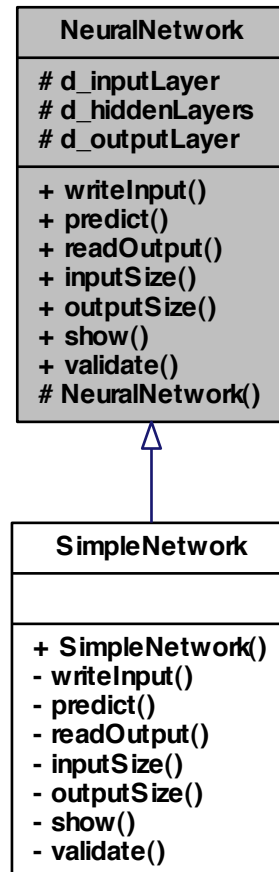 NeuralNetwork
# d_inputLayer
# d_hiddenLayers
# d_outputLayer
+ writeInput()
+ predict()
+ readOutput()
+ inputSize()
+ outputSize()
+ show()
+ validate()
# NeuralNetwork()
SimpleNetwork
+ SimpleNetwork()
- writeInput()
- predict()
- readOutput()
- inputSize()
- outputSize()
- show()
- validate()